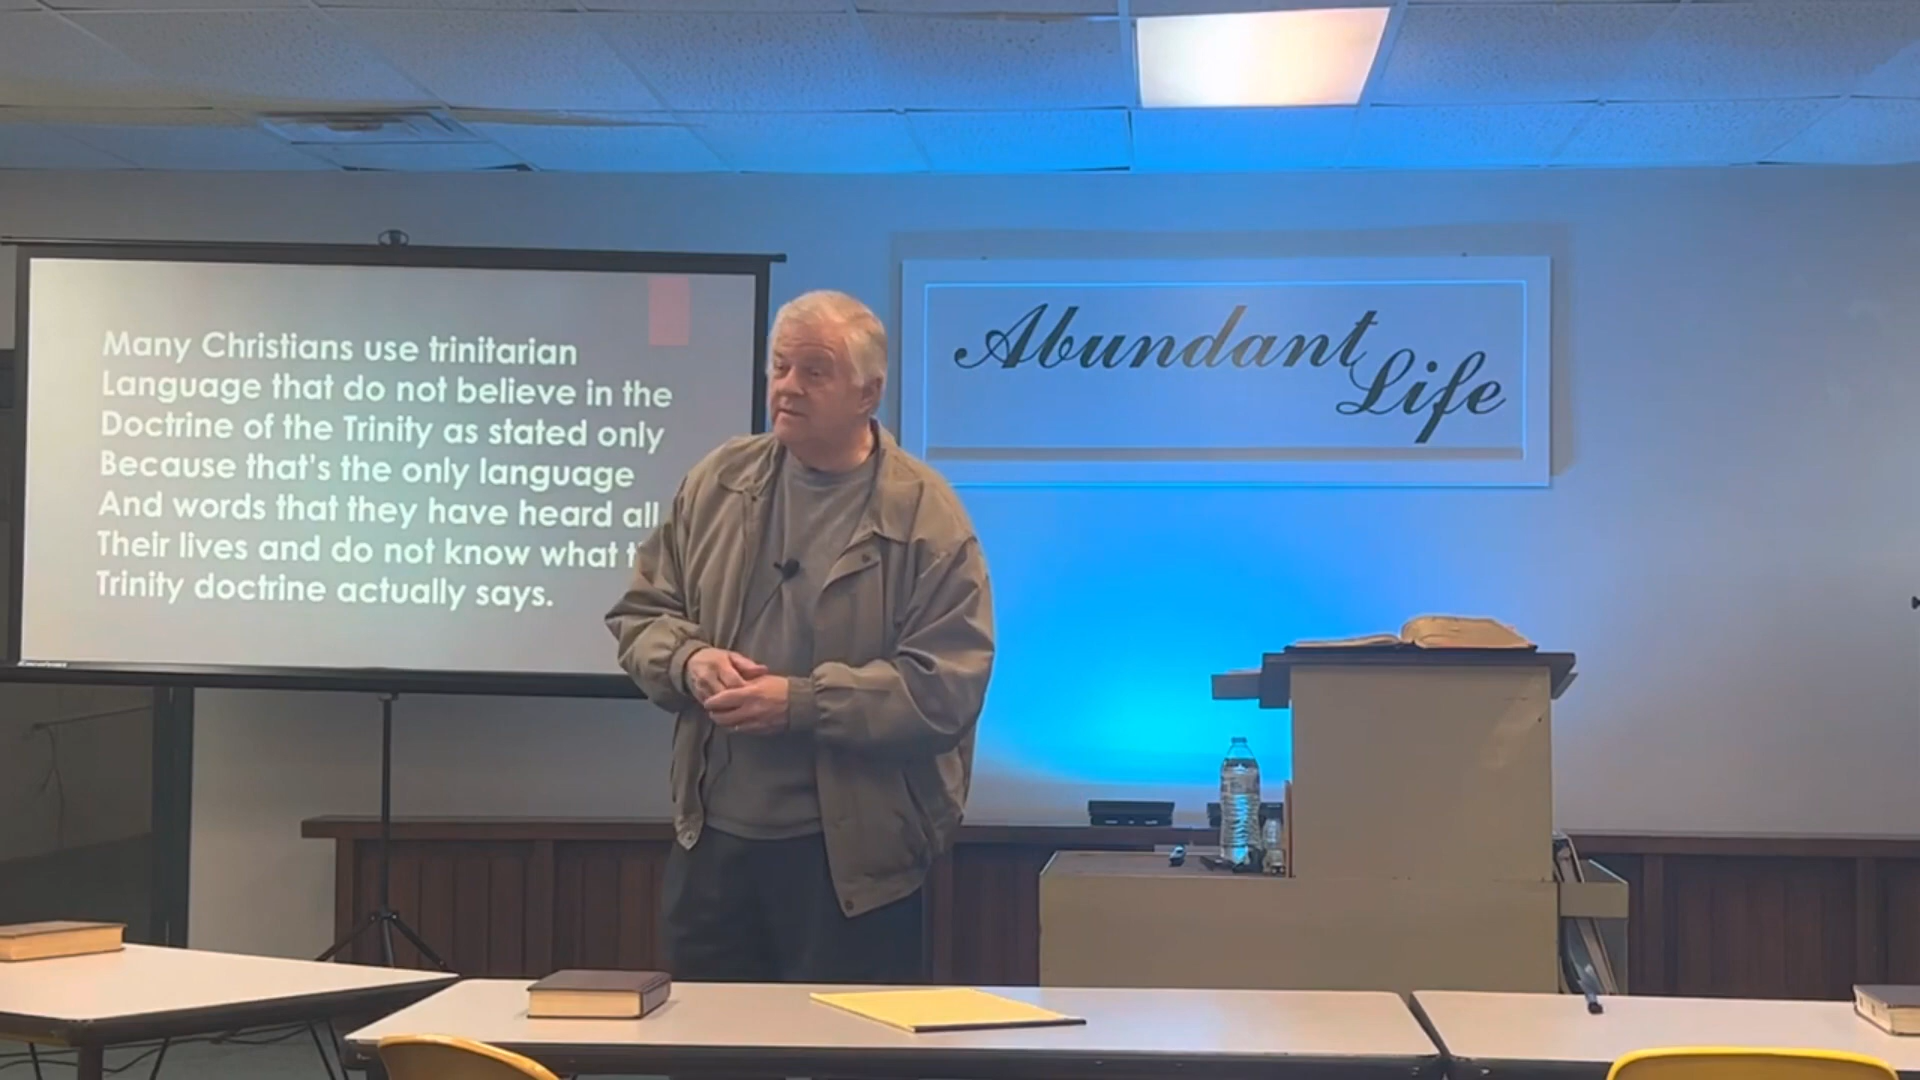 Many Christians use trinitarian
Language that do not believe in the
Doctrine of the Trinity as stated only
Because that's the only language
And words that they have heard all
Their lives and do not know what
Trinity doctrine actually says.
Abundant
Life